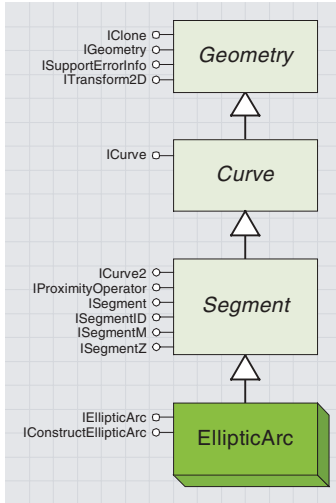 IClone
IGeometry
ISupportErrorInfo
ITransform2D
Geometry
ICurve
Curve
ICurve2
IProximityOperator
ISegment
ISegmentID
ISegmentM
ISegmentZ
Segment
IEllipticArc
IConstructEllipticArc
EllipticArc